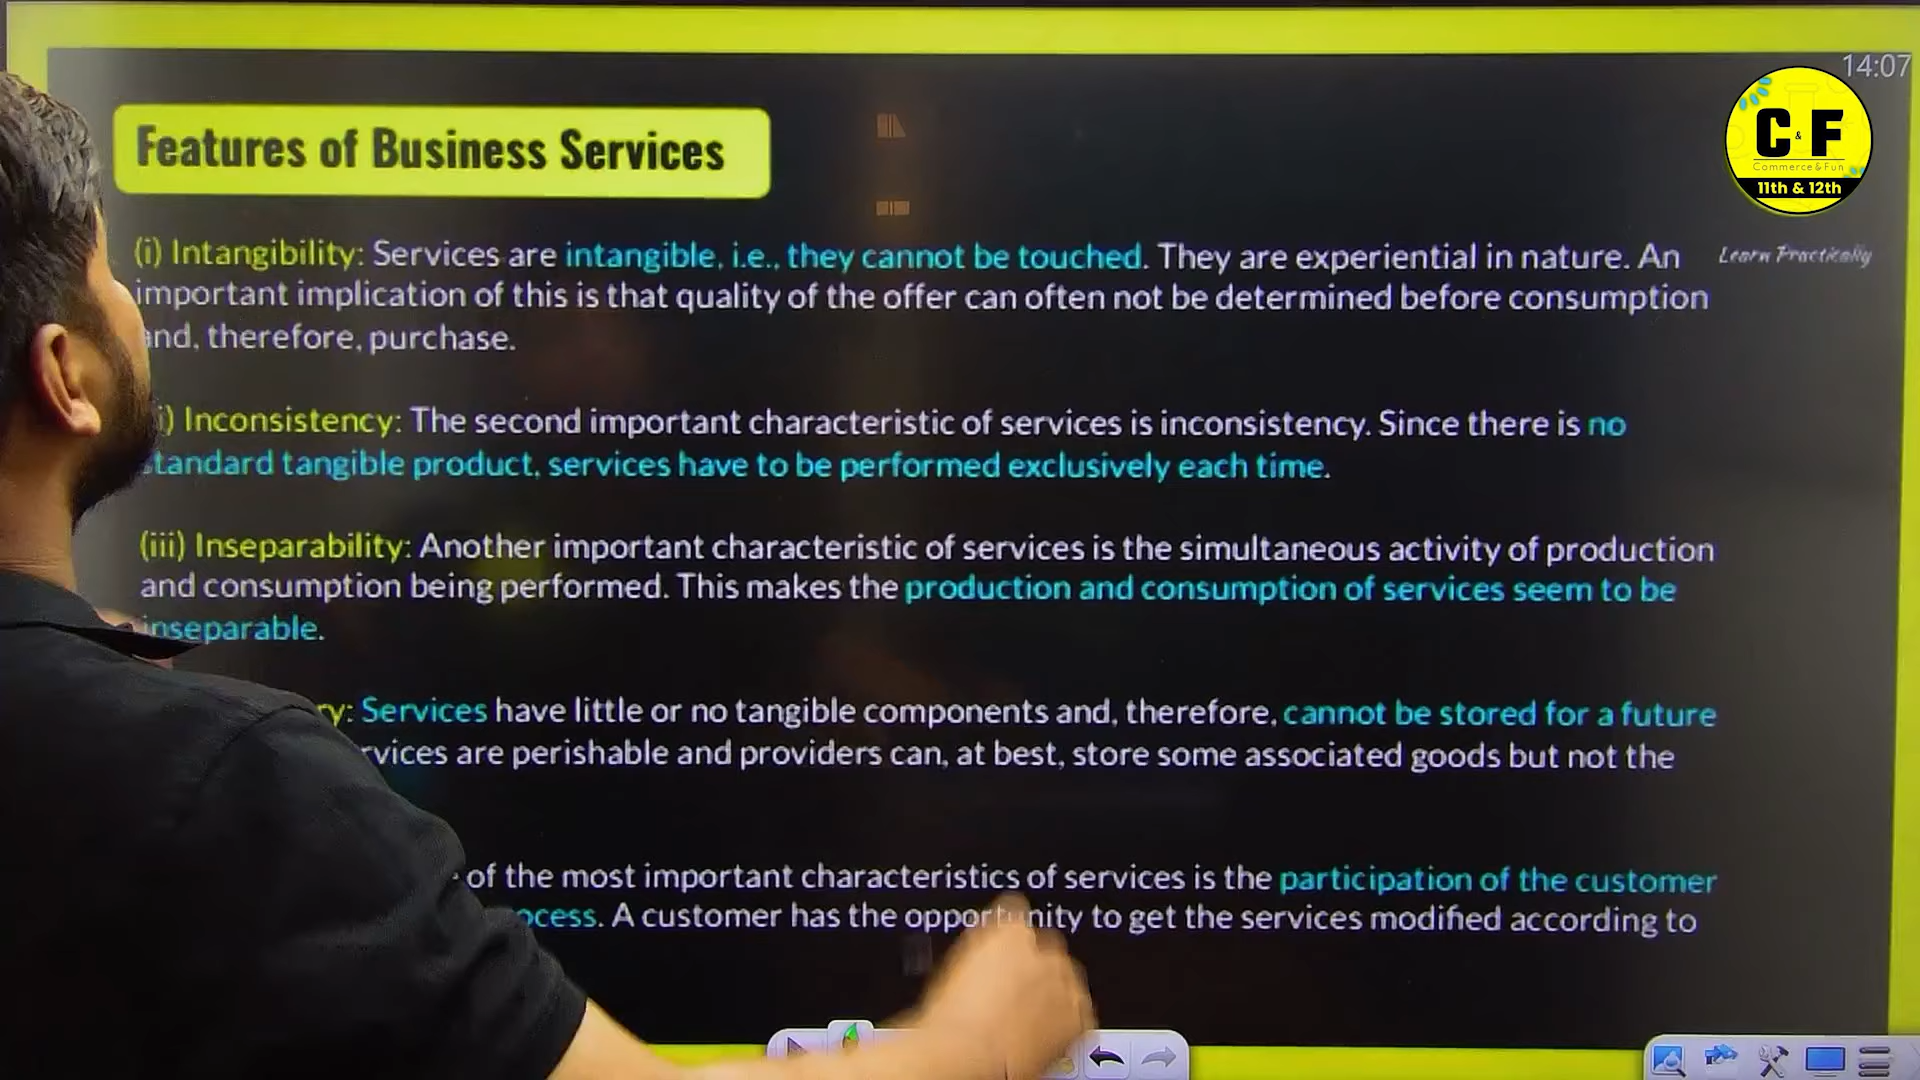 14:07
C & F
Commerce & Fun
11th & 12th
Learn Practically
Features of Business Services
(i) Intangibility: Services are intangible, i.e., they cannot be touched. They are experiential in nature. An
important implication of this is that quality of the offer can often not be determined before consumption
and, therefore, purchase.
i) Inconsistency: The second important characteristic of services is inconsistency. Since there is no
standard tangible product, services have to be performed exclusively each time.
(iii) Inseparability: Another important characteristic of services is the simultaneous activity of production
and consumption being performed. This makes the production and consumption of services seem to be
inseparable.
ry: Services have little or no tangible components and, therefore, cannot be stored for a future
rvices are perishable and providers can, at best, store some associated goods but not the
of the most important characteristics of services is the participation of the customer
ocess. A customer has the opportunity to get the services modified according to